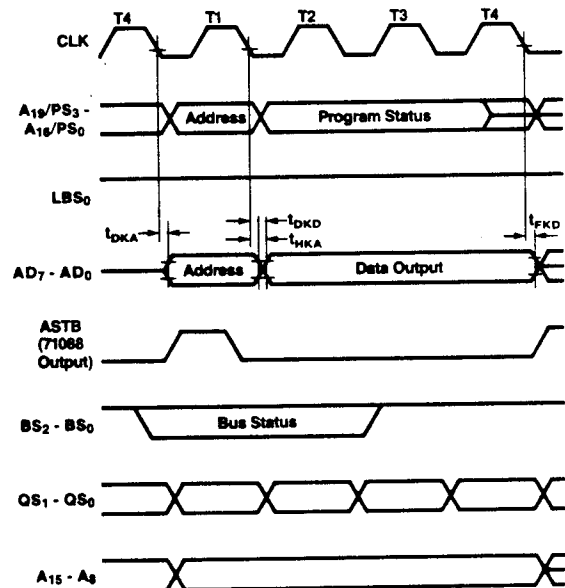 T4 T1 T2 T3 T4
CLK
A19/PS3 -
A16/PS0
Address Program Status
LBS0
tDKA tDKD tFKD
tHKA
AD7 - AD0 Address Data Output
ASTB
(71088
Output)
BS2 - BS0 Bus Status
QS1 - QS0
A15 - A8